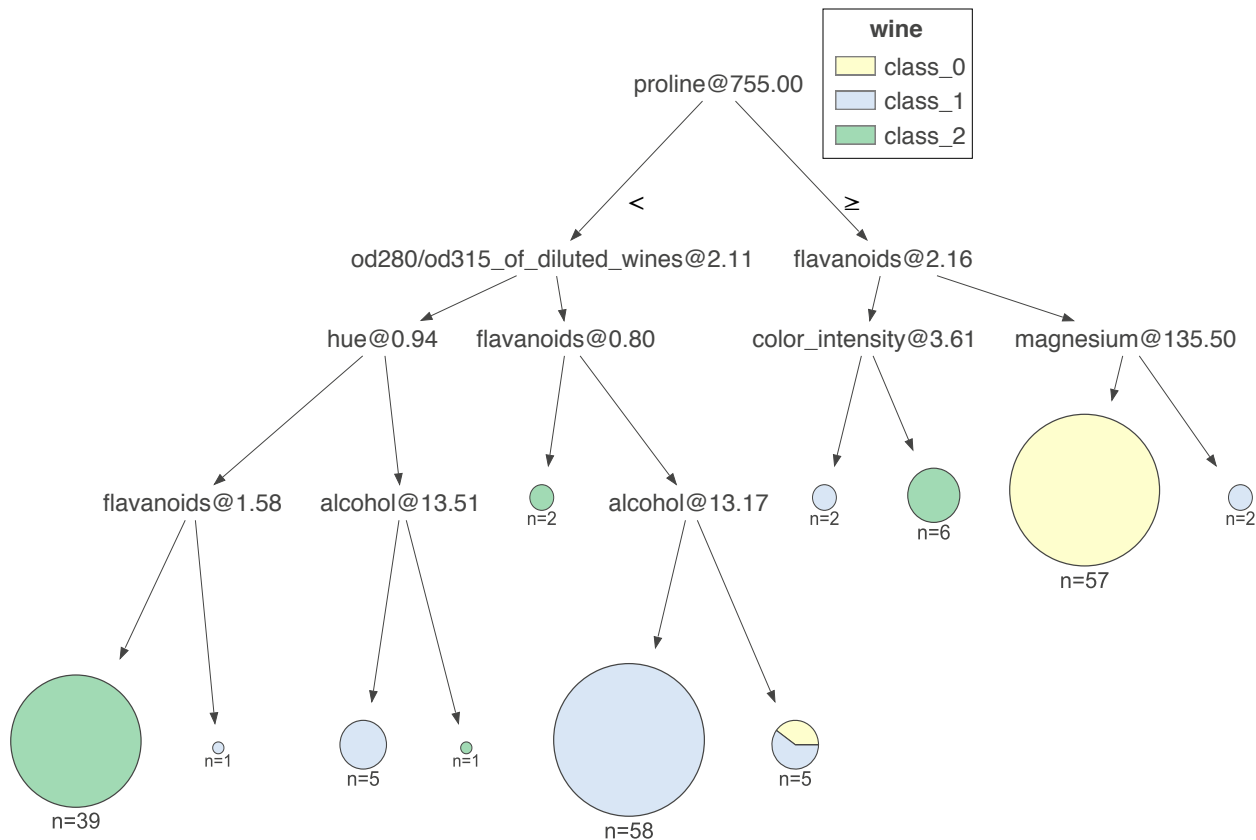 wine
class_0
class_1
class_2
proline@755.00
<
≥
od280/od315_of_diluted_wines@2.11
flavanoids@2.16
hue@0.94
flavanoids@0.80
color_intensity@3.61
magnesium@135.50
flavanoids@1.58
alcohol@13.51
n=2
alcohol@13.17
n=2
n=6
n=57
n=2
n=39
n=1
n=5
n=1
n=58
n=5